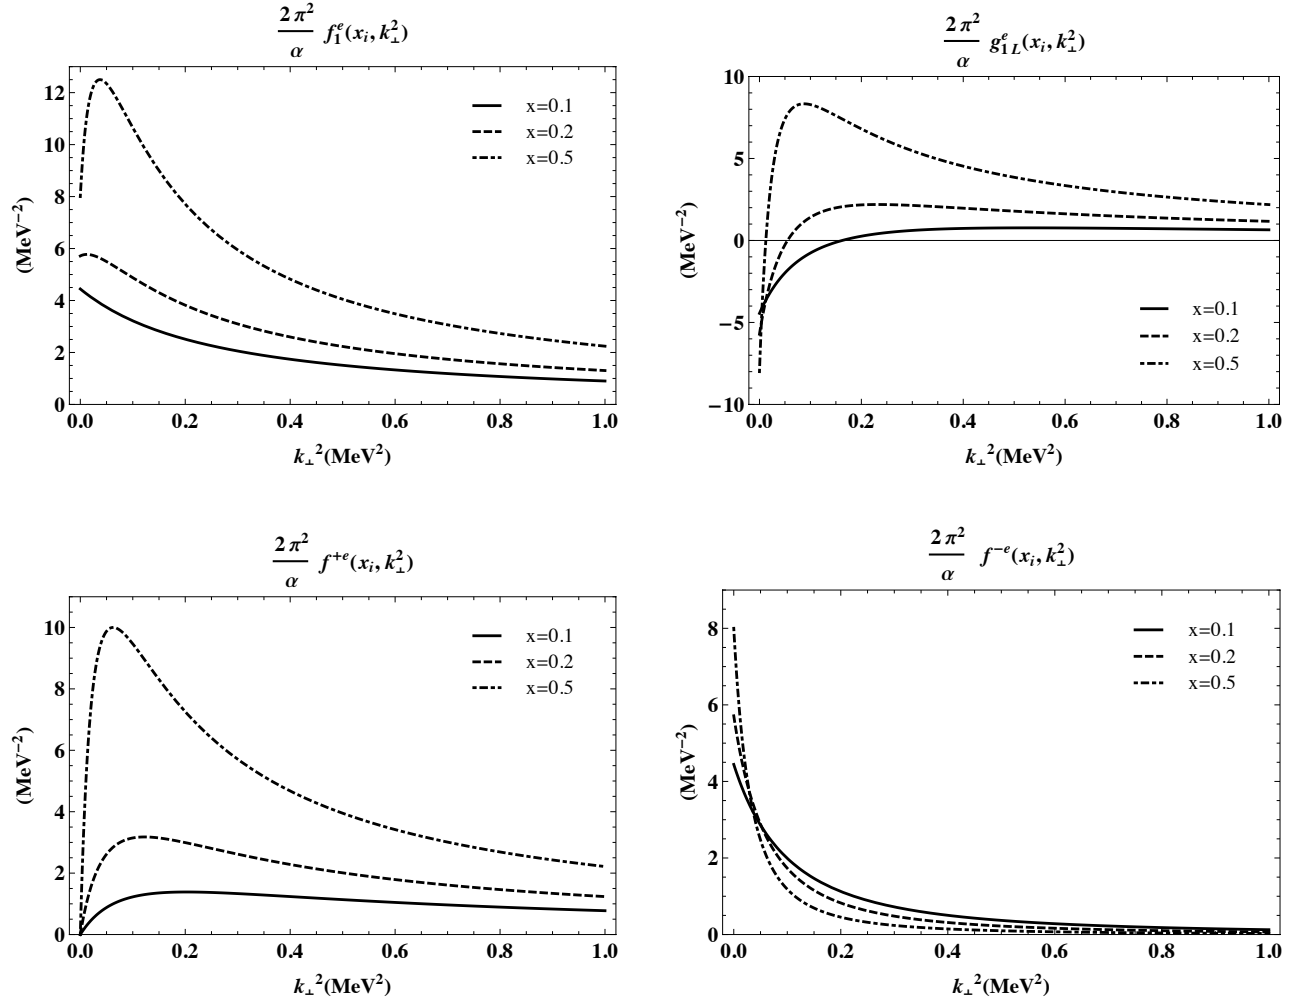 2π²/α f₁ᵉ(xᵢ, k⊥²)
(MeV⁻²)
12
10
8
6
4
2
0
x=0.1
x=0.2
x=0.5
0.0 0.2 0.4 0.6 0.8 1.0
k⊥²(MeV²)
2π²/α g₁Lᵉ(xᵢ, k⊥²)
(MeV⁻²)
10
5
0
−5
−10
x=0.1
x=0.2
x=0.5
0.0 0.2 0.4 0.6 0.8 1.0
k⊥²(MeV²)
2π²/α f⁺ᵉ(xᵢ, k⊥²)
(MeV⁻²)
10
8
6
4
2
0
x=0.1
x=0.2
x=0.5
0.0 0.2 0.4 0.6 0.8 1.0
k⊥²(MeV²)
2π²/α f⁻ᵉ(xᵢ, k⊥²)
(MeV⁻²)
8
6
4
2
0
x=0.1
x=0.2
x=0.5
0.0 0.2 0.4 0.6 0.8 1.0
k⊥²(MeV²)